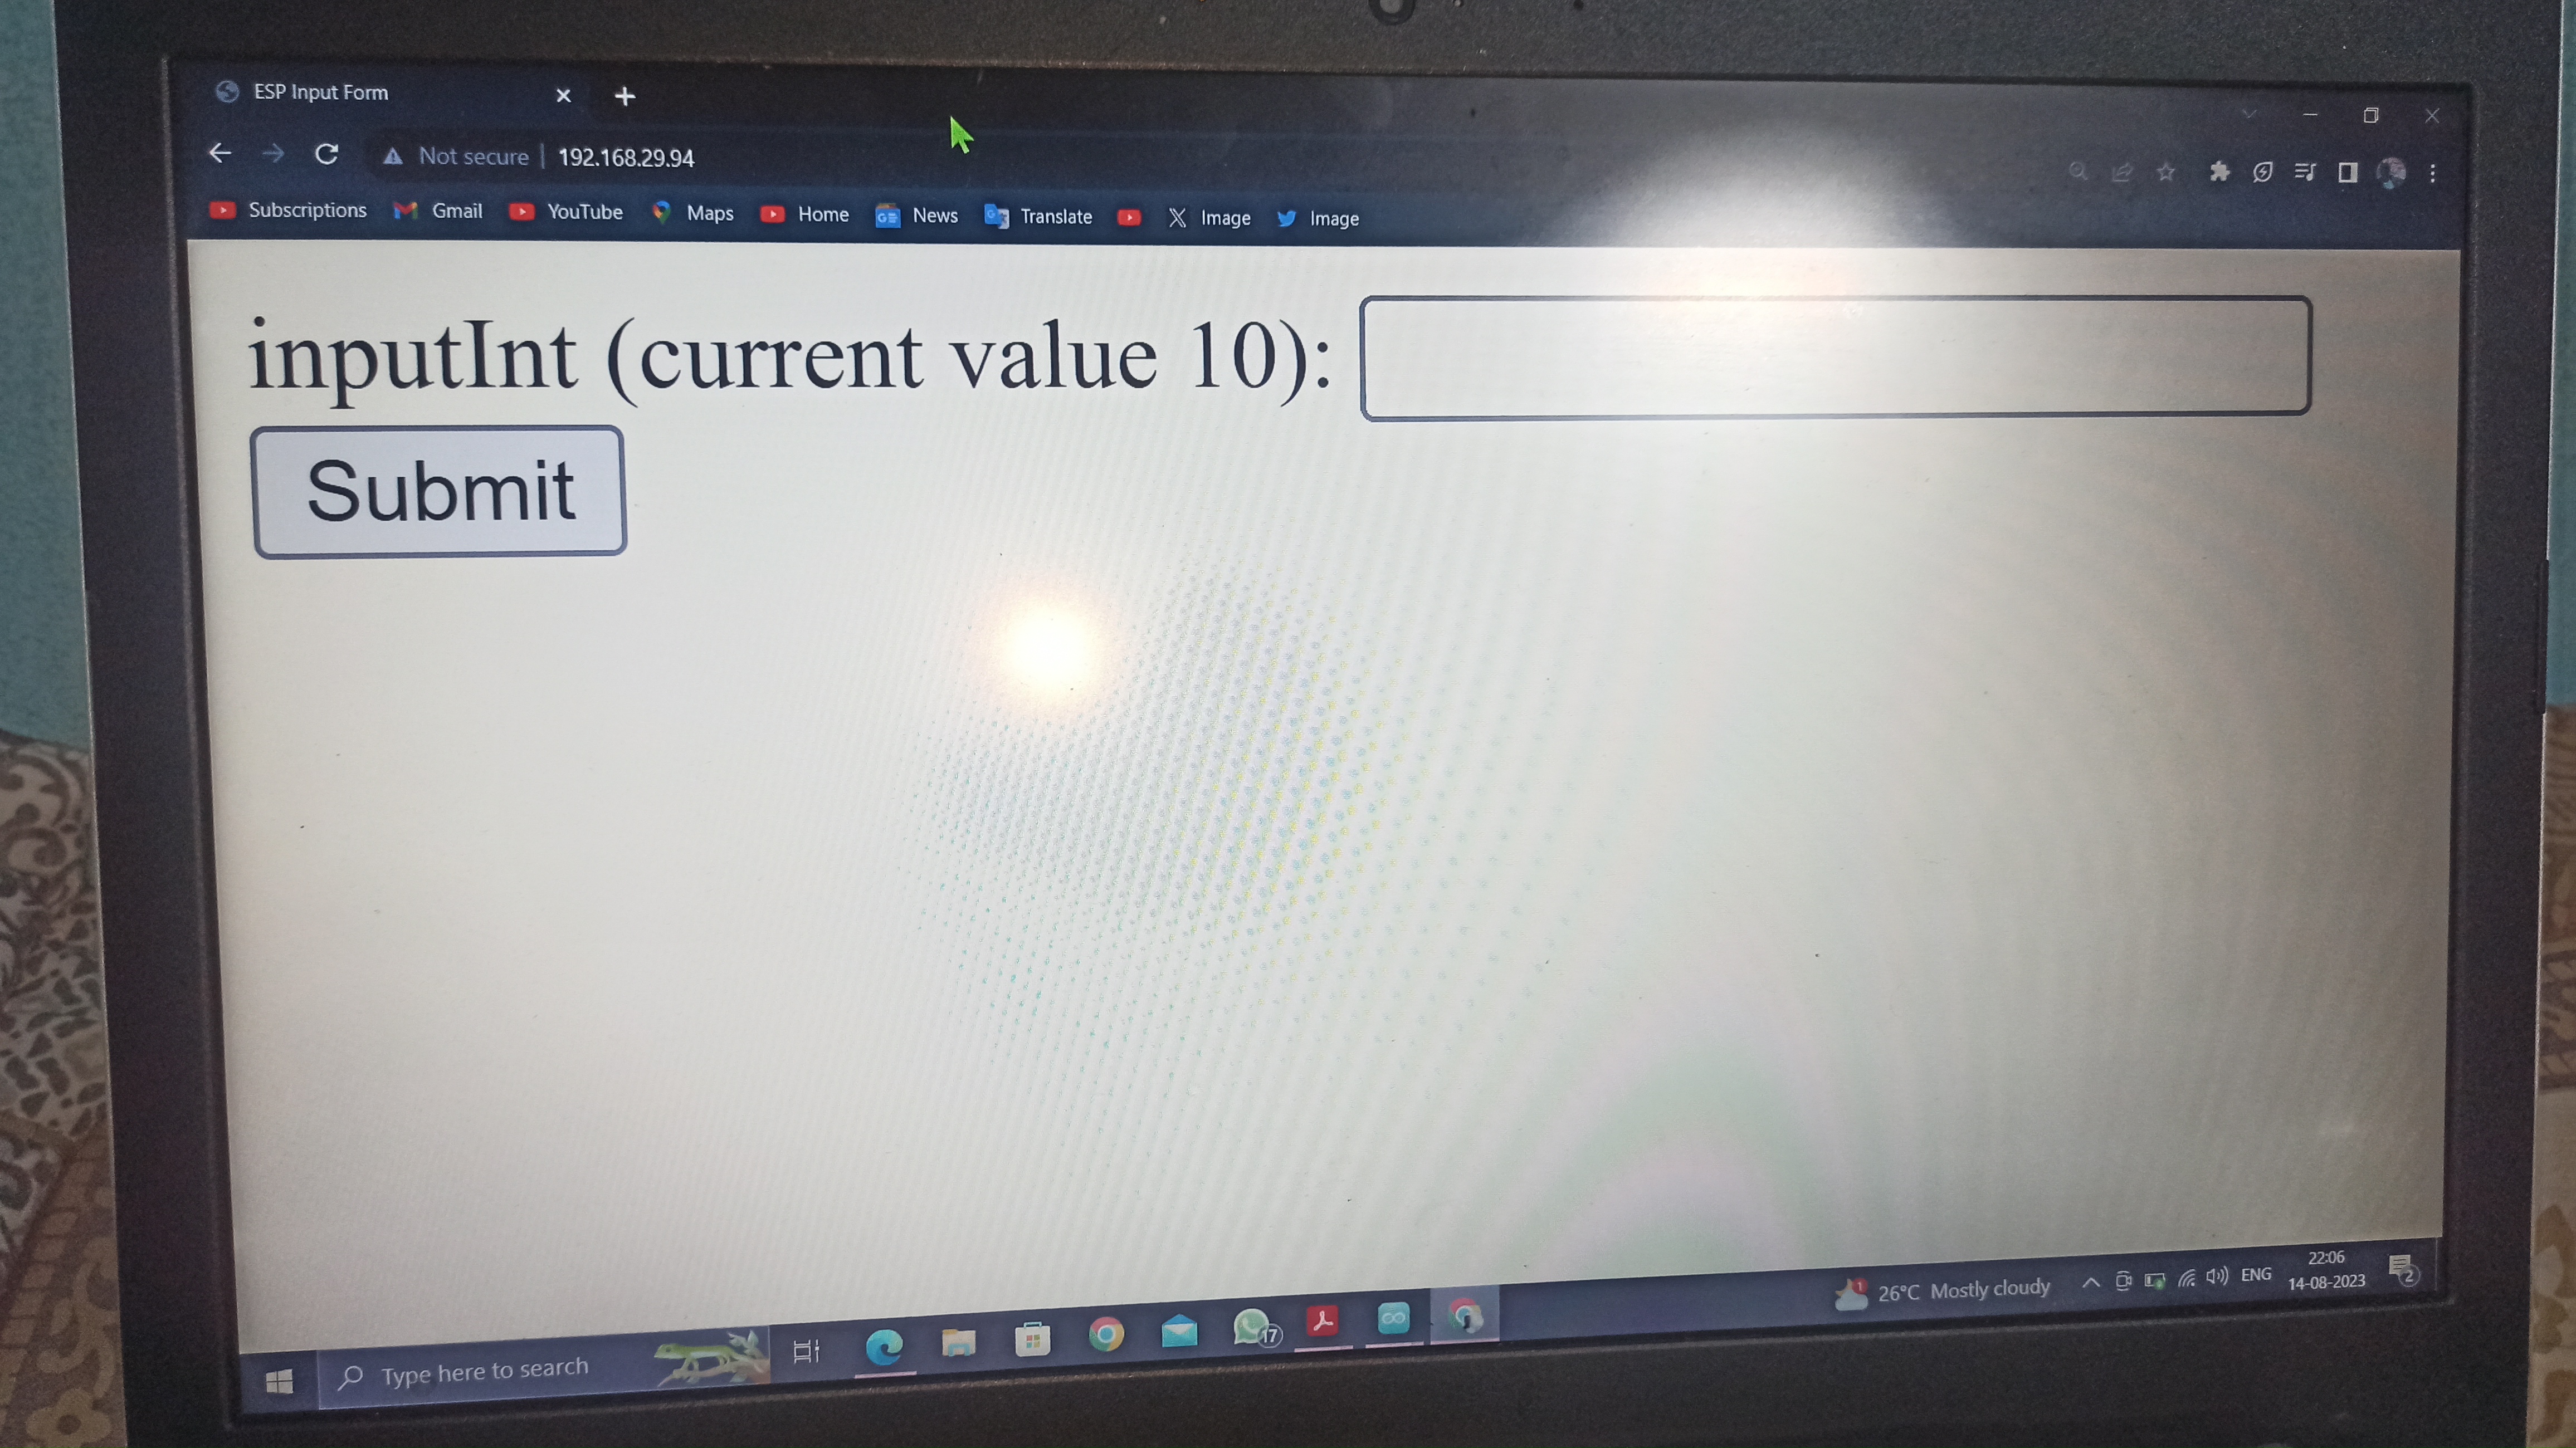 ESP Input Form
Not secure | 192.168.29.94
Subscriptions Gmail YouTube Maps Home News Translate Image Image
inputInt (current value 10):
Submit
Type here to search 17 1 26°C Mostly cloudy ENG 22:06 2
14-08-2023